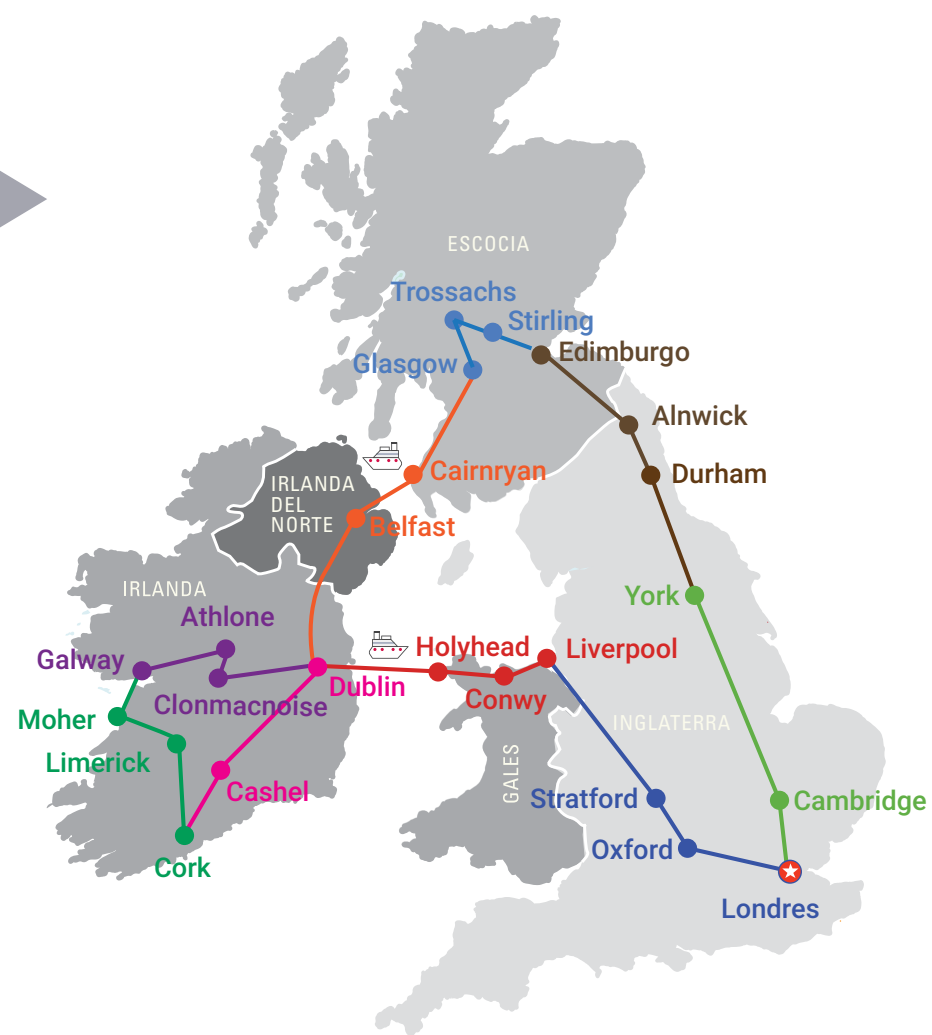 ESCOCIA
Trossachs
Stirling
Edimburgo
Glasgow
Alnwick
Cairnryan
Durham
IRLANDA
DEL
NORTE
Belfast
IRLANDA
York
Athlone
Holyhead
Liverpool
Galway
Dublin
Conwy
Clonmacnoise
Moher
INGLATERRA
Limerick
GALES
Cashel
Stratford
Cambridge
Oxford
Cork
Londres